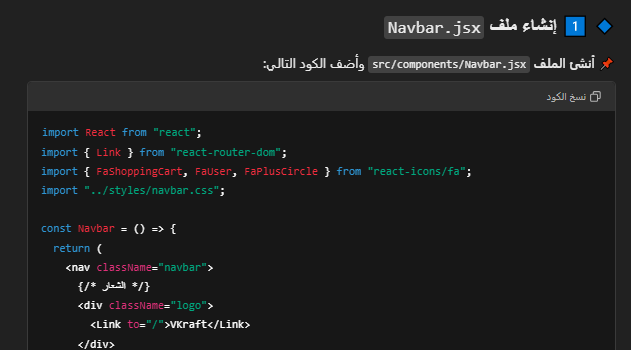 1 إنشاء ملف Navbar.jsx
أنشئ الملف src/components/Navbar.jsx وأضف الكود التالي:
نسخ الكود
import React from "react";
import { Link } from "react-router-dom";
import { FaShoppingCart, FaUser, FaPlusCircle } from "react-icons/fa";
import "../styles/navbar.css";
const Navbar = () => {
return (
<nav className="navbar">
{/* الشعار */}
<div className="logo">
<Link to="/">VKraft</Link>
</div>